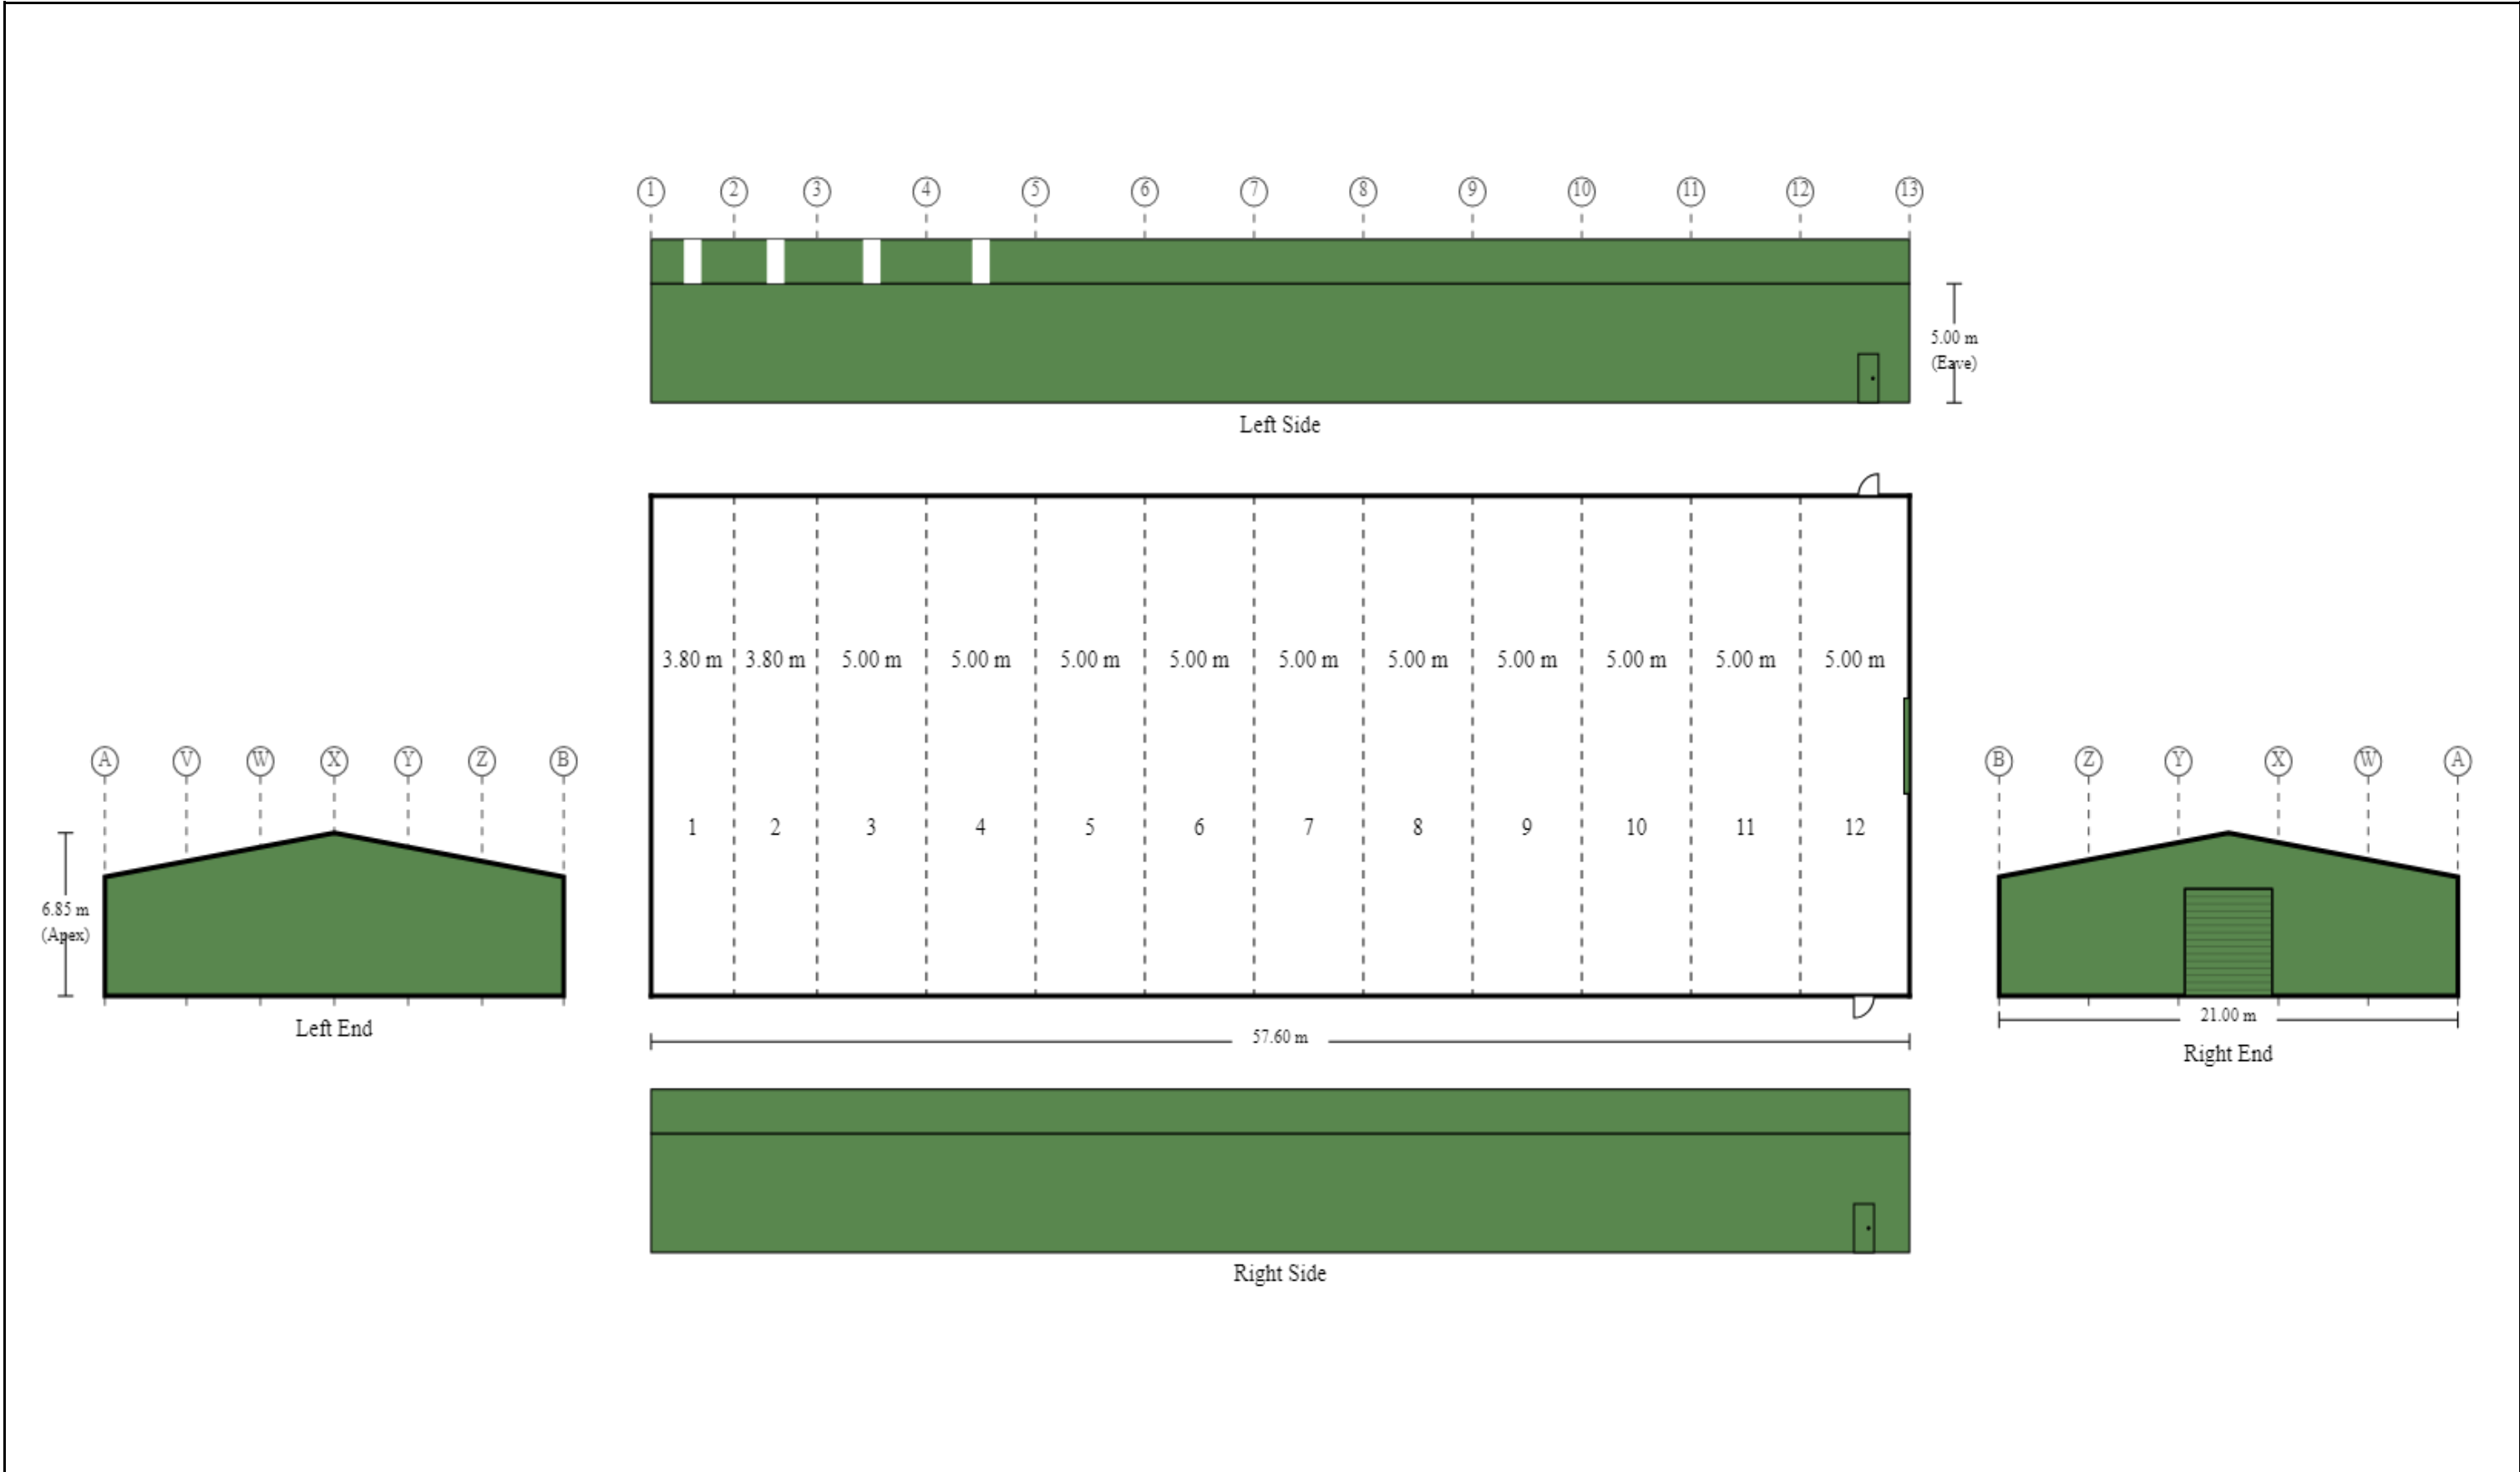 1 2 3 4 5 6 7 8 9 10 11 12 13
5.00 m
(Eave)
Left Side
3.80 m 3.80 m 5.00 m 5.00 m 5.00 m 5.00 m 5.00 m 5.00 m 5.00 m 5.00 m 5.00 m 5.00 m
A V W X Y Z B
B Z Y X W A
1 2 3 4 5 6 7 8 9 10 11 12
6.85 m
(Apex)
Left End
21.00 m
57.60 m
Right End
Right Side